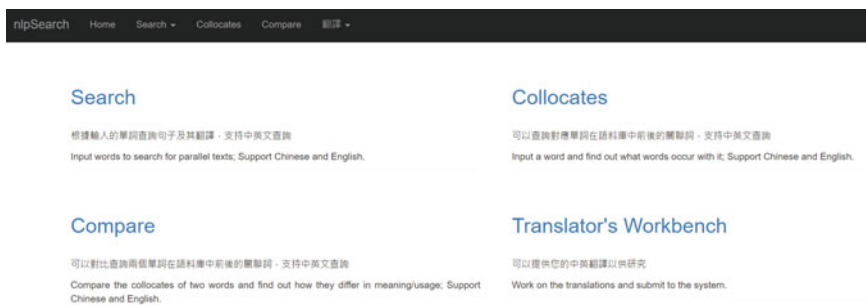 nlpSearch Home Search Collocates Compare 翻譯
Search
根據輸入的單詞查詢句子及其翻譯，支持中英文查詢
Input words to search for parallel texts; Support Chinese and English.
Collocates
可以查詢對應單詞在語料庫中前後的關聯詞，支持中英文查詢
Input a word and find out what words occur with it; Support Chinese and English.
Compare
可以對比查詢兩個單詞在語料庫中前後的關聯詞，支持中英文查詢
Compare the collocates of two words and find out how they differ in meaning/usage; Support
Chinese and English.
Translator's Workbench
可以提供您的中英翻譯以供研究
Work on the translations and submit to the system.